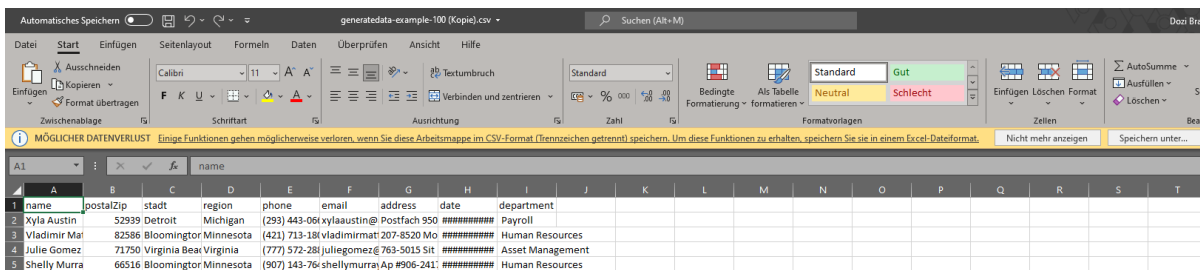 Automatisches Speichern generatedata-example-100 (Kopie).csv Suchen (Alt+M) Dozi Bra
Datei Start Einfügen Seitenlayout Formeln Daten Überprüfen Ansicht Hilfe
Einfügen Ausschneiden Kopieren Format übertragen
Calibri 11 A A
F K U A
Textumbruch
Verbinden und zentrieren
Standard
% 000
Bedingte Formatierung Als Tabelle formatieren
Standard Gut
Neutral Schlecht
Einfügen Löschen Format
AutoSumme
Ausfüllen
Löschen
S
Zwischenablage Schriftart Ausrichtung Zahl Formatvorlagen Zellen Bea
MÖGLICHER DATENVERLUST Einige Funktionen gehen möglicherweise verloren, wenn Sie diese Arbeitsmappe im CSV-Format (Trennzeichen getrennt) speichern. Um diese Funktionen zu erhalten, speichern Sie sie in einem Excel-Dateiformat. Nicht mehr anzeigen Speichern unter...
A1 fx name
A B C D E F G H I J K L M N O P Q R S T
1 name postalZip stadt region phone email address date department
2 Xyla Austin 52939 Detroit Michigan (293) 443-06 xylaaustin@ Postfach 950 ########## Payroll
3 Vladimir Mat 82586 Bloomington Minnesota (421) 713-18 vladimirmat 207-8520 Mo ########## Human Resources
4 Julie Gomez 71750 Virginia Beac Virginia (777) 572-28 juliegomez@ 763-5015 Sit ########## Asset Management
5 Shelly Murra 66516 Bloomington Minnesota (907) 143-76 shellymurray Ap #906-241 ########## Human Resources